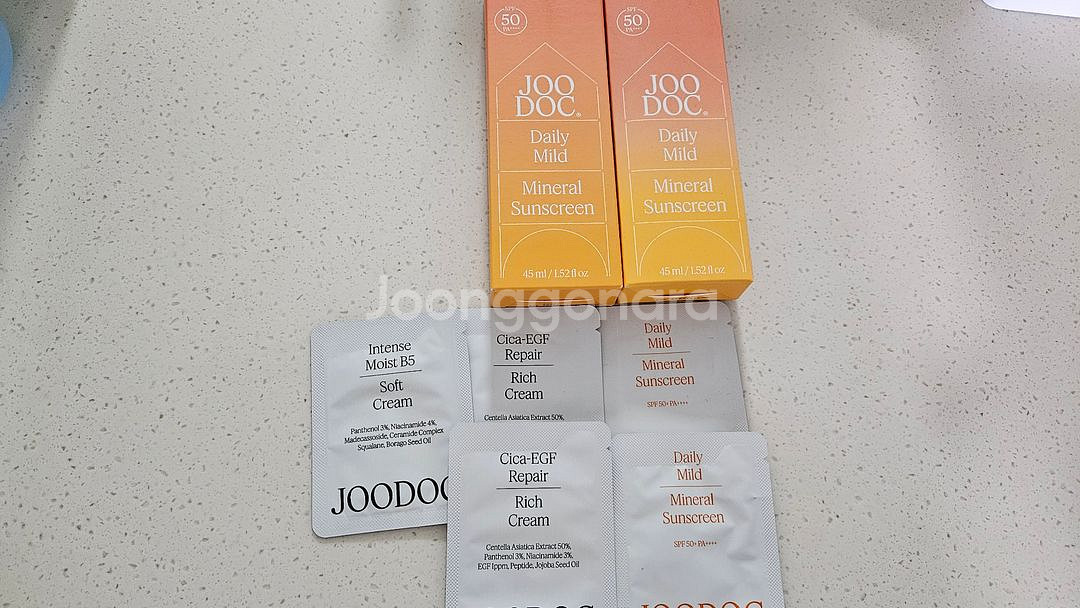 SPF
50
PA++++
JOO
DOC®
Daily
Mild
Mineral
Sunscreen
45 ml / 1.52 fl oz
SPF
50
PA++++
JOO
DOC®
Daily
Mild
Mineral
Sunscreen
45 ml / 1.52 fl oz
Joonggonara
Intense
Moist B5
Soft
Cream
Panthenol 3%, Niacinamide 4%,
Madecassoside, Ceramide Complex
Squalane, Borago Seed Oil
JOODOC
Cica-EGF
Repair
Rich
Cream
Centella Asiatica Extract 50%,
Daily
Mild
Mineral
Sunscreen
SPF 50+ PA++++
Cica-EGF
Repair
Rich
Cream
Centella Asiatica Extract 50%,
Panthenol 3%, Niacinamide 3%,
EGF 1ppm, Peptide, Jojoba Seed Oil
JOODOC
Daily
Mild
Mineral
Sunscreen
SPF 50+ PA++++
JOODOC